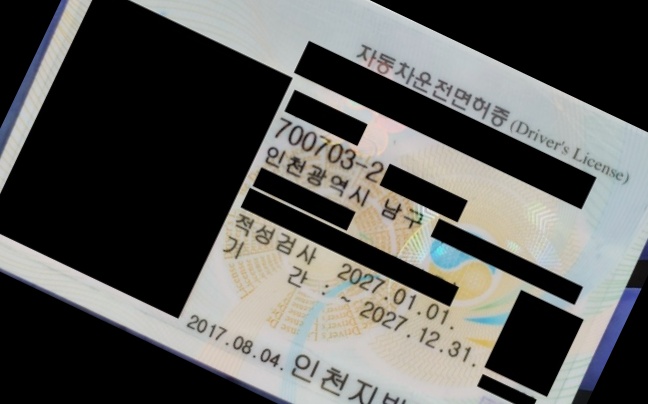 자동차운전면허증 (Driver's License)
700703-2
인천광역시 남구
적성검사
기 간 : 2027.01.01.
~ 2027.12.31.
2017.08.04. 인천지방